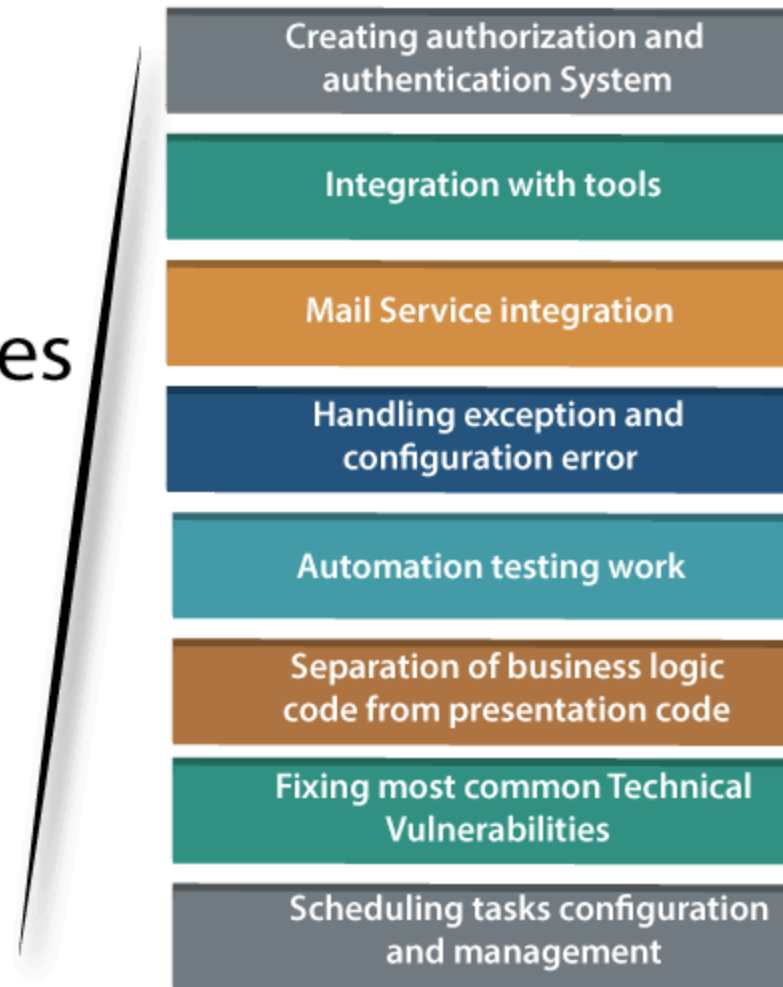 Creating authorization and
authentication System
Integration with tools
Mail Service integration
es
Handling exception and
configuration error
Automation testing work
Separation of business logic
code from presentation code
Fixing most common Technical
Vulnerabilities
Scheduling tasks configuration
and management